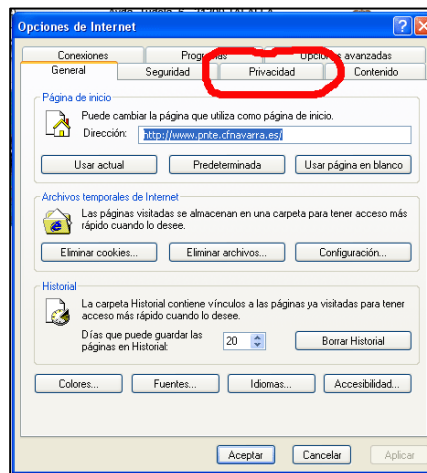 Opciones de Internet
Conexiones Programas Opciones avanzadas
General Seguridad Privacidad Contenido
Página de inicio
Puede cambiar la página que utiliza como página de inicio.
Dirección: http://www.pnte.cfnavarra.es/
Usar actual Predeterminada Usar página en blanco
Archivos temporales de Internet
Las páginas visitadas se almacenan en una carpeta para tener acceso más
rápido cuando lo desee.
Eliminar cookies... Eliminar archivos... Configuración...
Historial
La carpeta Historial contiene vínculos a las páginas ya visitadas para tener
acceso más rápido cuando lo desee.
Días que puede guardar las
páginas en Historial: 20 Borrar Historial
Colores... Fuentes... Idiomas... Accesibilidad...
Aceptar Cancelar Aplicar